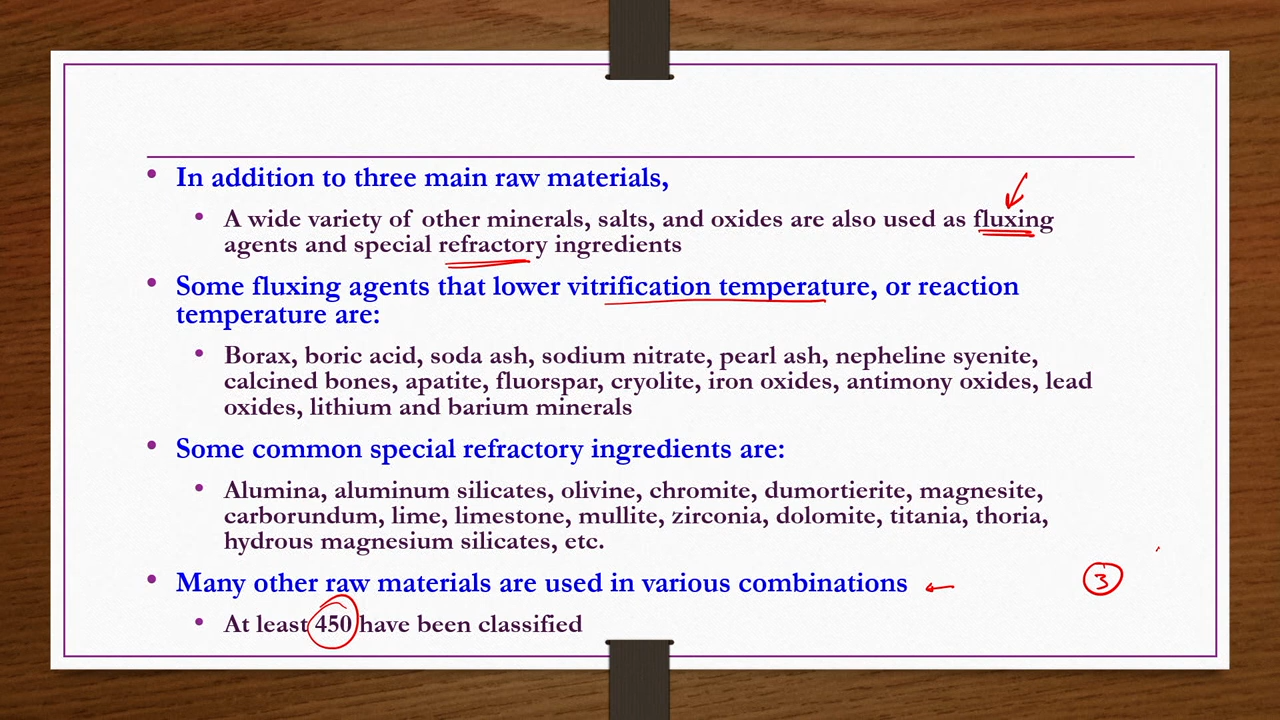 • In addition to three main raw materials,
• A wide variety of other minerals, salts, and oxides are also used as fluxing
agents and special refractory ingredients
• Some fluxing agents that lower vitrification temperature, or reaction
temperature are:
• Borax, boric acid, soda ash, sodium nitrate, pearl ash, nepheline syenite,
calcined bones, apatite, fluorspar, cryolite, iron oxides, antimony oxides, lead
oxides, lithium and barium minerals
• Some common special refractory ingredients are:
• Alumina, aluminum silicates, olivine, chromite, dumortierite, magnesite,
carborundum, lime, limestone, mullite, zirconia, dolomite, titania, thoria,
hydrous magnesium silicates, etc.
• Many other raw materials are used in various combinations
3
• At least 450 have been classified